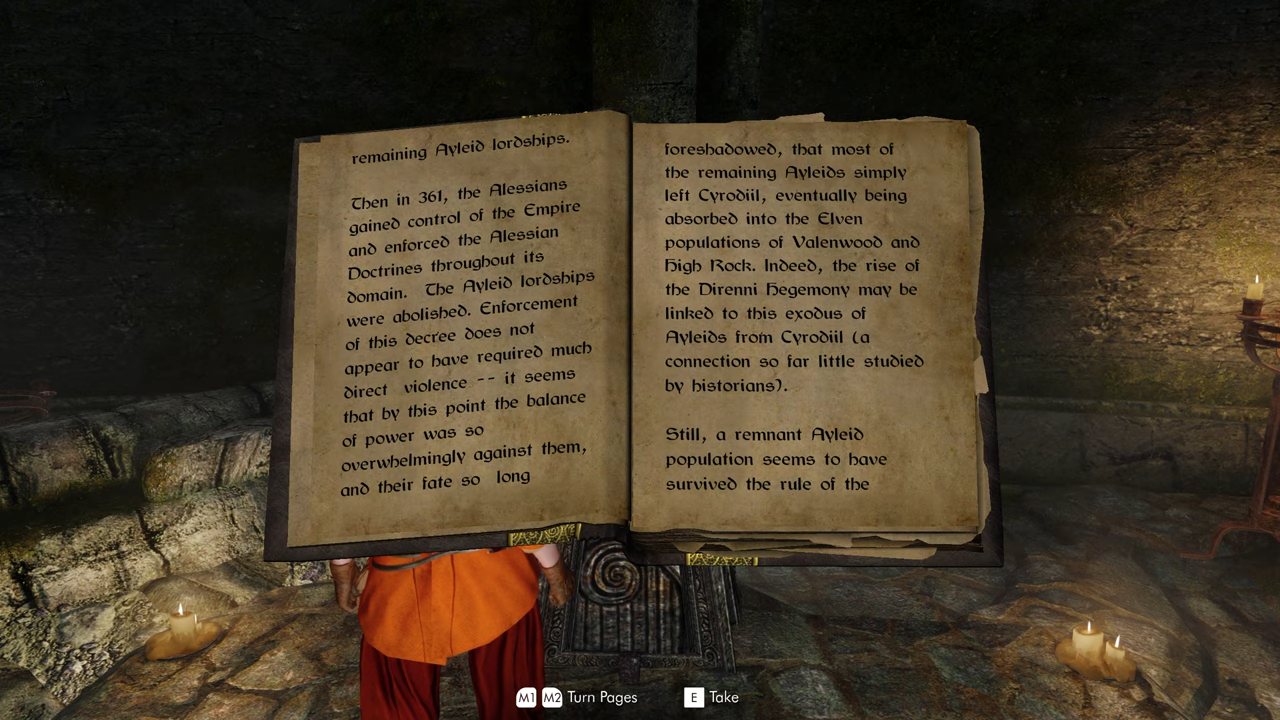 remaining Ayleid lordships.
Then in 361, the Alessians
gained control of the Empire
and enforced the Alessian
Doctrines throughout its
domain.  The Ayleid lordships
were abolished. Enforcement
of this decree does not
appear to have required much
direct  violence -- it seems
that by this point the balance
of power was so
overwhelmingly against them,
and their fate so  long
foreshadowed, that most of
the remaining Ayleids simply
left Cyrodiil, eventually being
absorbed into the Elven
populations of Valenwood and
High Rock. Indeed, the rise of
the Direnni Hegemony may be
linked to this exodus of
Ayleids from Cyrodiil (a
connection so far little studied
by historians).
Still, a remnant Ayleid
population seems to have
survived the rule of the
M1 M2 Turn Pages
E Take